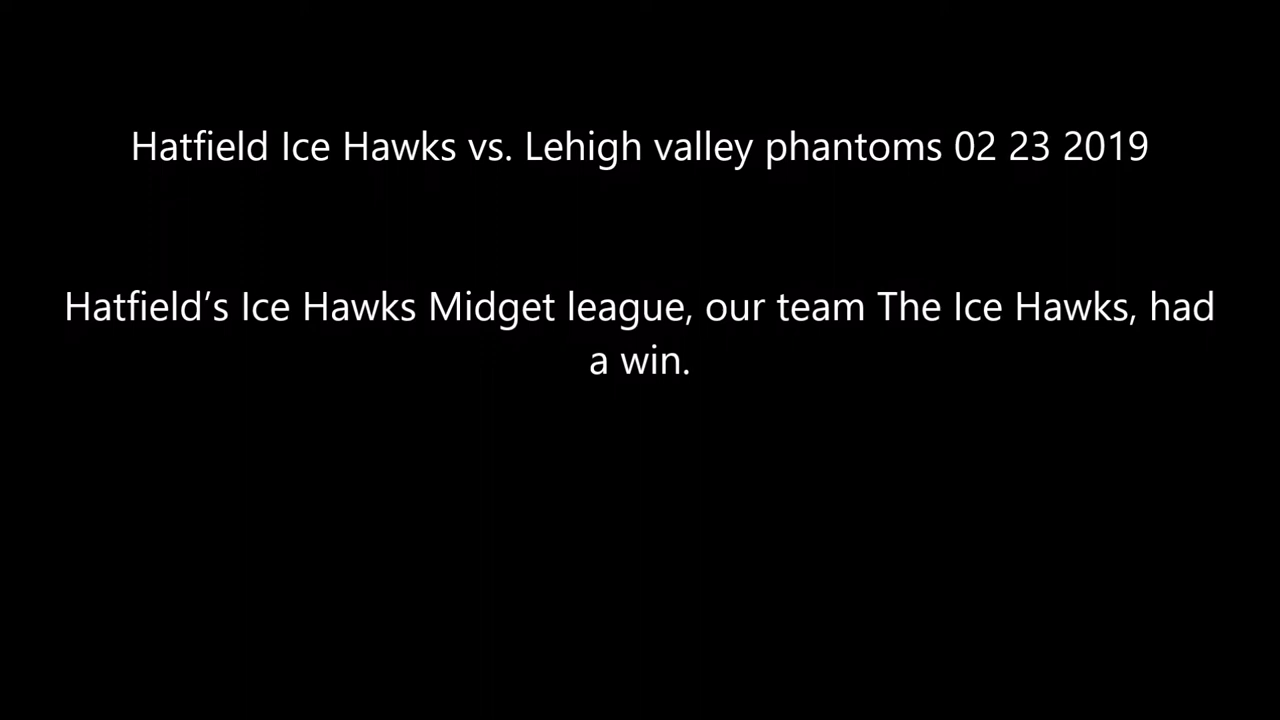 Hatfield Ice Hawks vs. Lehigh valley phantoms 02 23 2019
Hatfield’s Ice Hawks Midget league, our team The Ice Hawks, had
a win.